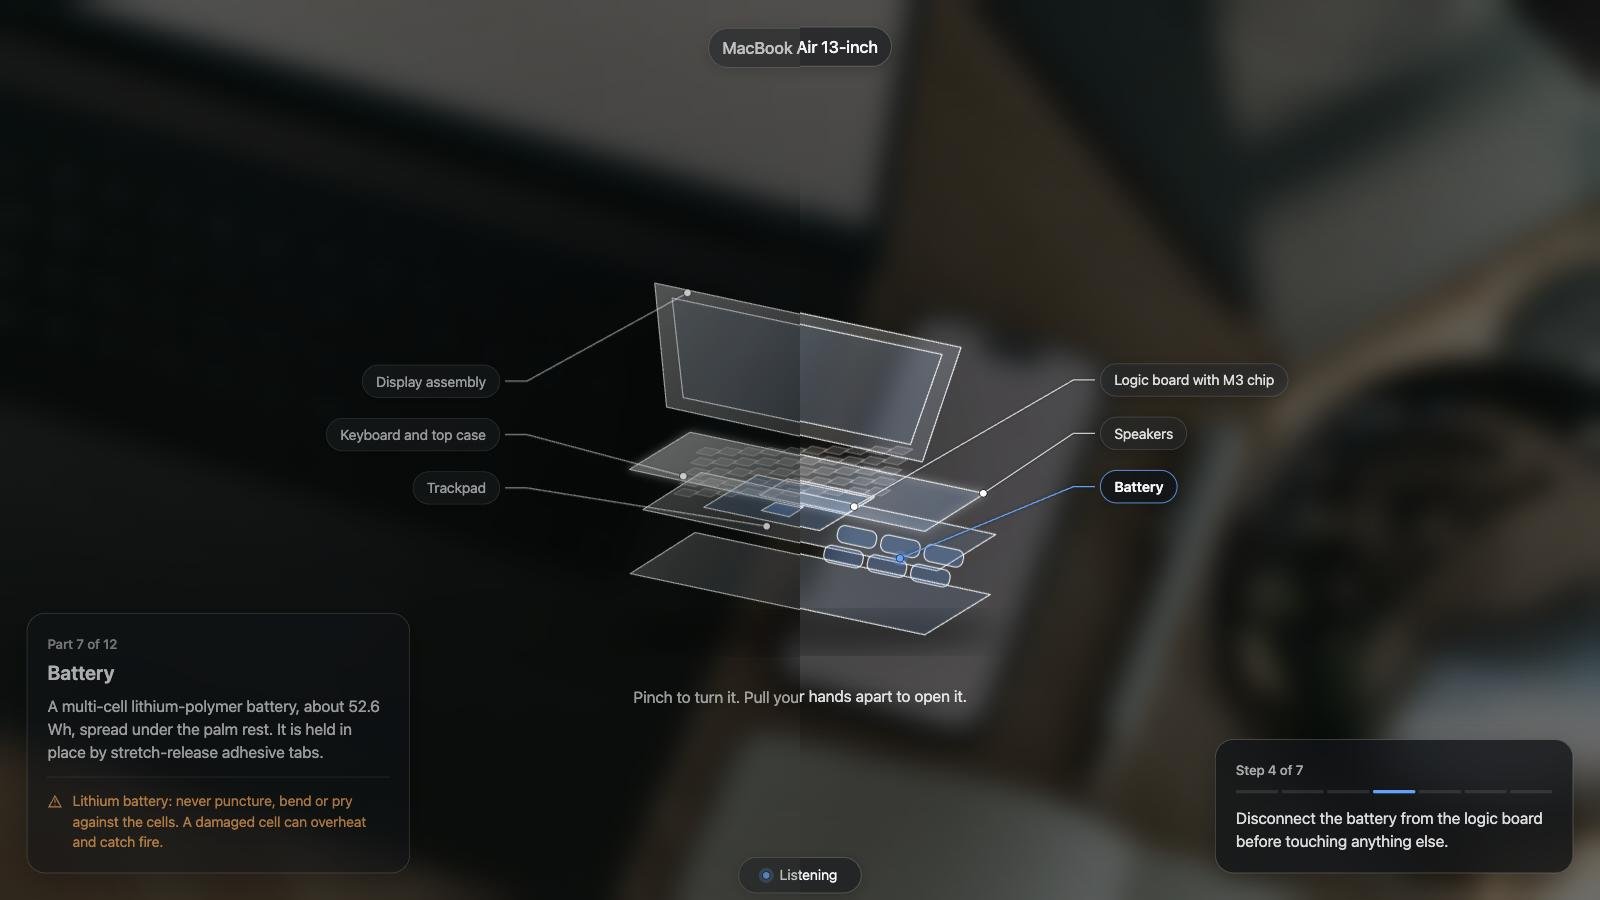 MacBook Air 13-inch
Display assembly
Keyboard and top case
Trackpad
Logic board with M3 chip
Speakers
Battery
Part 7 of 12
Battery
A multi-cell lithium-polymer battery, about 52.6
Wh, spread under the palm rest. It is held in
place by stretch-release adhesive tabs.
Lithium battery: never puncture, bend or pry
against the cells. A damaged cell can overheat
and catch fire.
Pinch to turn it. Pull your hands apart to open it.
Step 4 of 7
Disconnect the battery from the logic board
before touching anything else.
Listening